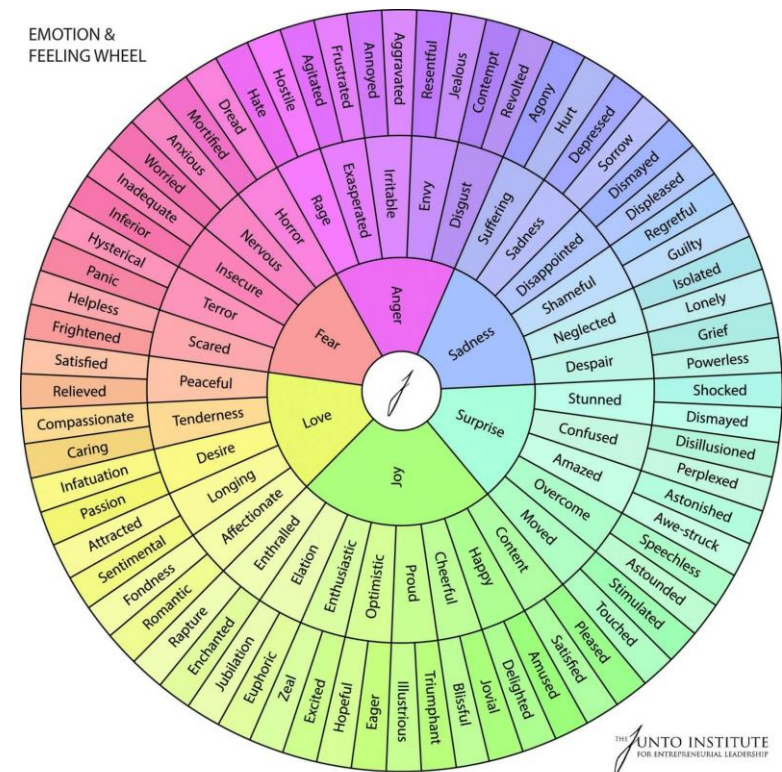 EMOTION &
FEELING WHEEL
Anger
Sadness
Surprise
Joy
Love
Fear
Rage
Exasperated
Irritable
Envy
Disgust
Suffering
Sadness
Disappointed
Shameful
Neglected
Despair
Stunned
Confused
Amazed
Overcome
Moved
Content
Happy
Cheerful
Proud
Optimistic
Enthusiastic
Elation
Enthralled
Affectionate
Longing
Desire
Tenderness
Peaceful
Scared
Terror
Insecure
Nervous
Horror
Hate
Hostile
Agitated
Frustrated
Annoyed
Aggravated
Resentful
Jealous
Contempt
Revolted
Agony
Hurt
Depressed
Sorrow
Dismayed
Displeased
Regretful
Guilty
Isolated
Lonely
Grief
Powerless
Shocked
Dismayed
Disillusioned
Perplexed
Astonished
Awe-struck
Speechless
Astounded
Stimulated
Touched
Pleased
Satisfied
Amused
Delighted
Jovial
Blissful
Triumphant
Illustrious
Eager
Hopeful
Excited
Zeal
Euphoric
Jubilation
Enchanted
Rapture
Romantic
Fondness
Sentimental
Attracted
Passion
Infatuation
Caring
Compassionate
Relieved
Satisfied
Frightened
Helpless
Panic
Hysterical
Inferior
Inadequate
Worried
Anxious
Mortified
Dread
J
THE JUNTO INSTITUTE
FOR ENTREPRENEURIAL LEADERSHIP